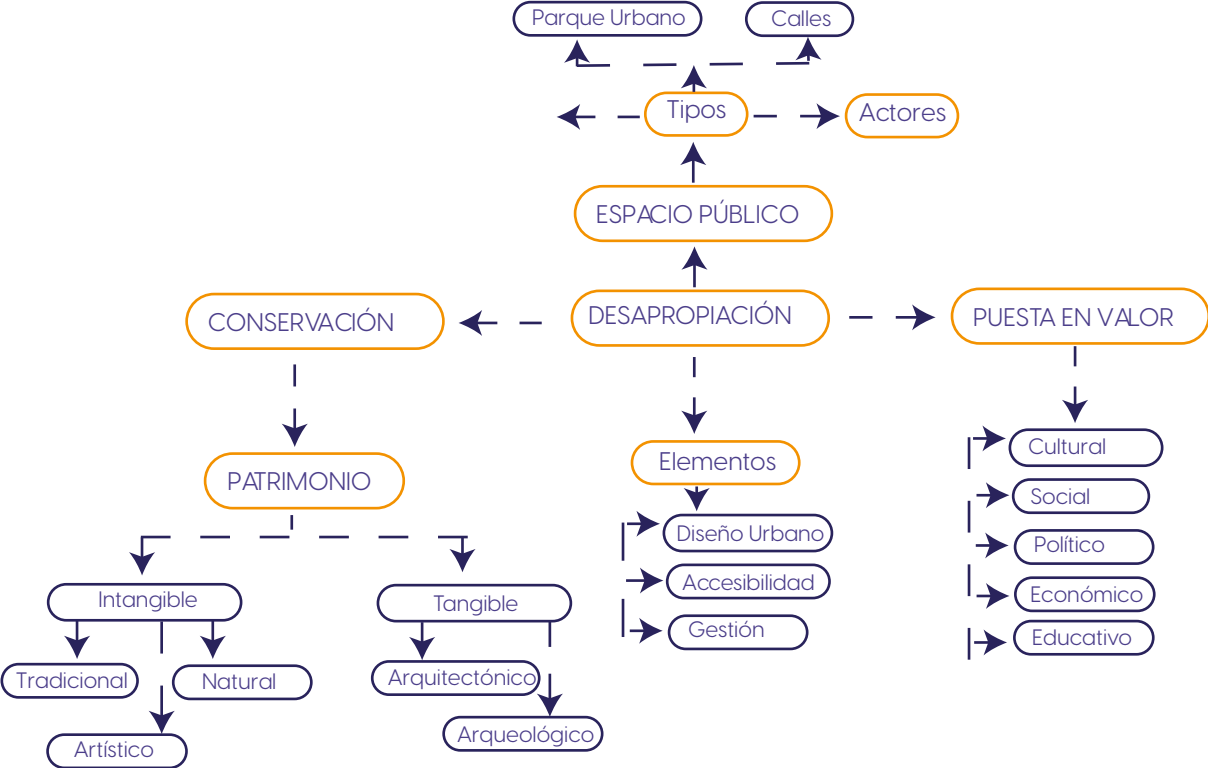 Parque Urbano
Calles
Tipos
Actores
ESPACIO PÚBLICO
CONSERVACIÓN
DESAPROPIACIÓN
PUESTA EN VALOR
PATRIMONIO
Elementos
Cultural
Social
Diseño Urbano
Político
Accesibilidad
Económico
Gestión
Educativo
Intangible
Tangible
Tradicional
Natural
Arquitectónico
Artístico
Arqueológico